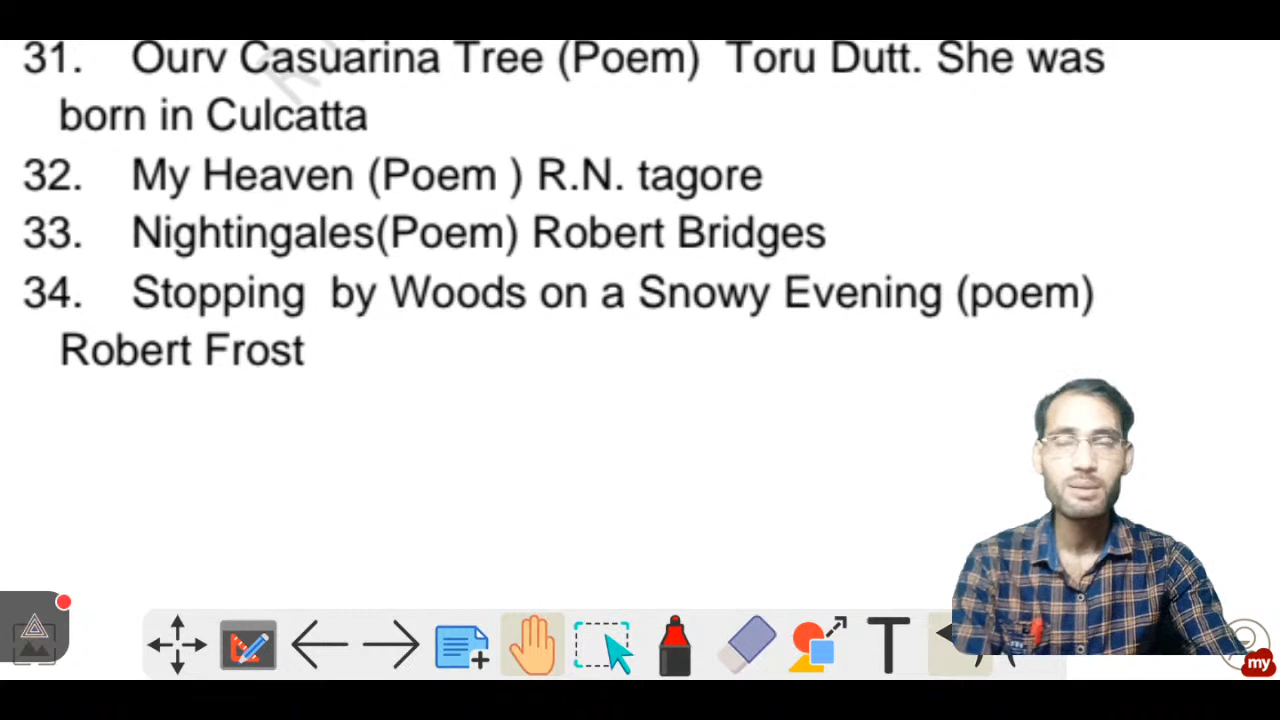 31. Ourv Casuarina Tree (Poem) Toru Dutt. She was
born in Culcatta
32. My Heaven (Poem ) R.N. tagore
33. Nightingales(Poem) Robert Bridges
34. Stopping by Woods on a Snowy Evening (poem)
Robert Frost
T
my